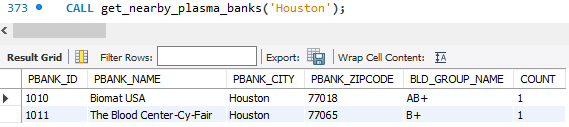 373 CALL get_nearby_plasma_banks('Houston');
Result Grid Filter Rows: Export: Wrap Cell Content: IA
PBANK_ID PBANK_NAME PBANK_CITY PBANK_ZIPCODE BLD_GROUP_NAME COUNT
1010 Biomat USA Houston 77018 AB+ 1
1011 The Blood Center-Cy-Fair Houston 77065 B+ 1